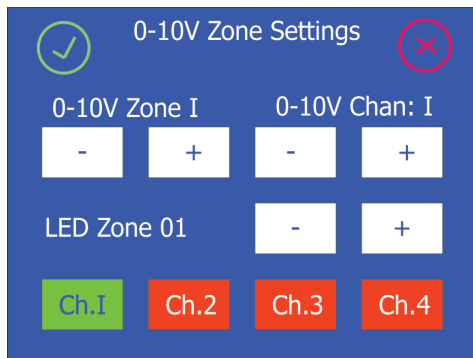 0-10V Zone Settings
0-10V Zone I 0-10V Chan: I
- + - +
LED Zone 01 - +
Ch.I Ch.2 Ch.3 Ch.4